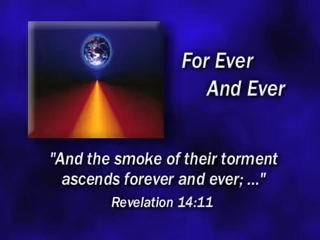 For Ever
And Ever
"And the smoke of their torment
ascends forever and ever; ..."
Revelation 14:11